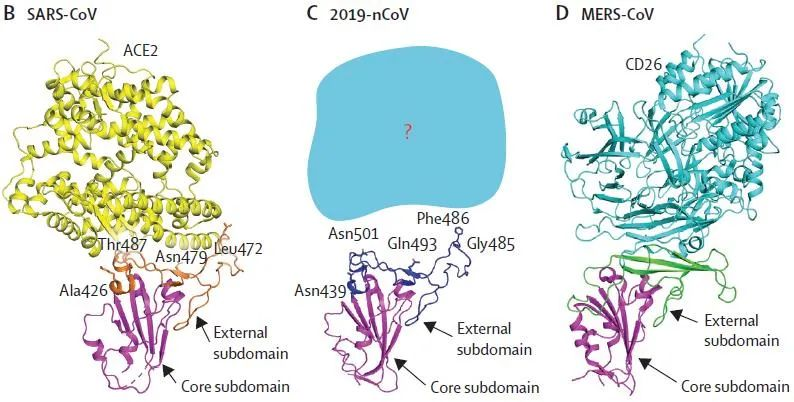 B SARS-CoV
ACE2
Thr487
Asn479
Leu472
Ala426
External
subdomain
Core subdomain
C 2019-nCoV
?
Phe486
Asn501
Gln493
Gly485
Asn439
External
subdomain
Core subdomain
D MERS-CoV
CD26
External
subdomain
Core subdomain